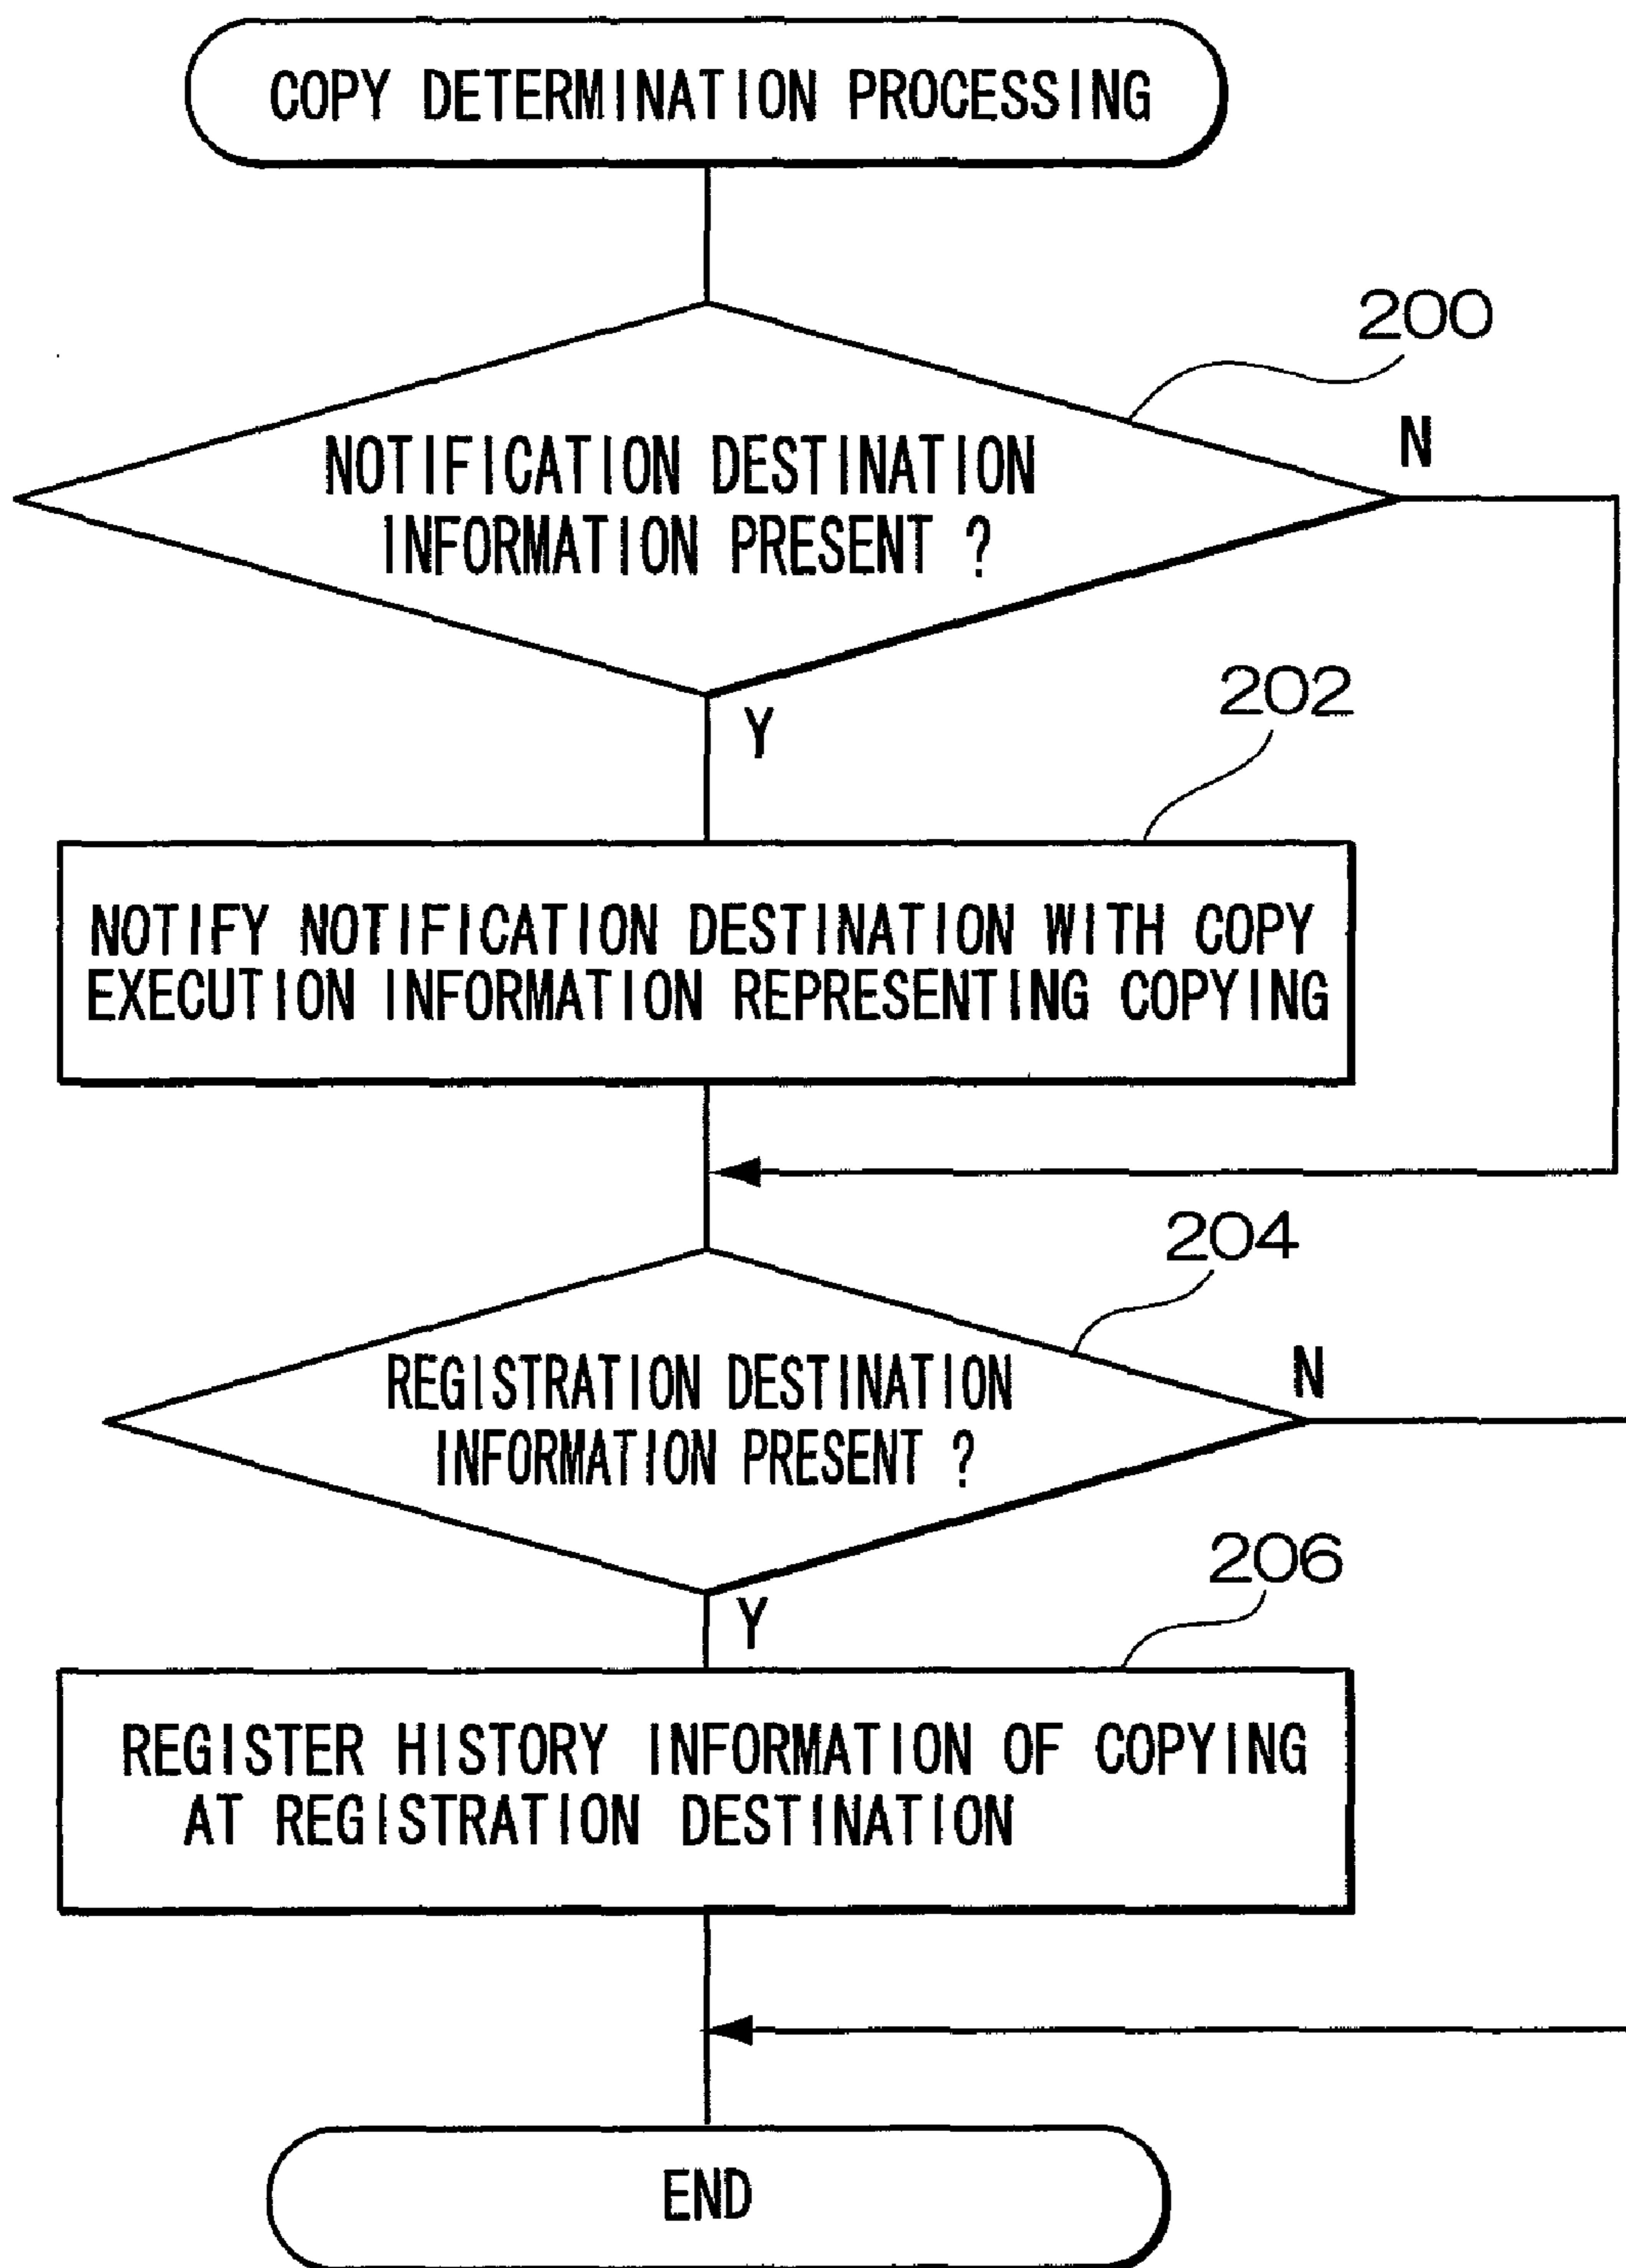 COPY DETERMINATION PROCESSING
200
NOTIFICATION DESTINATION
INFORMATION PRESENT ?
N
Y
202
NOTIFY NOTIFICATION DESTINATION WITH COPY
EXECUTION INFORMATION REPRESENTING COPYING
204
REGISTRATION DESTINATION
INFORMATION PRESENT ?
N
Y
206
REGISTER HISTORY INFORMATION OF COPYING
AT REGISTRATION DESTINATION
END